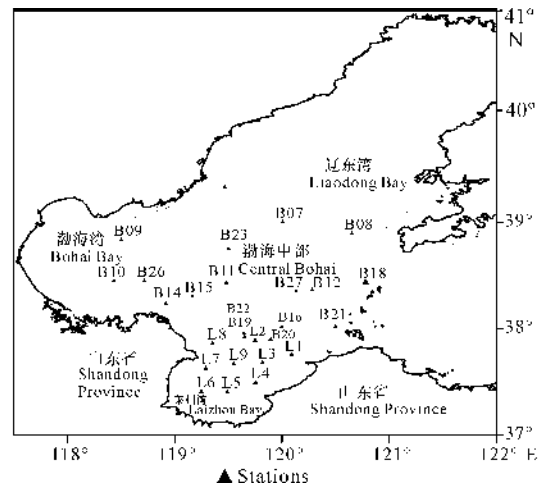 41°
N
40°
辽东湾
Liaodong Bay
B07
39°
B08
渤海湾
B09
Bohai Bay
B23
渤海中部
Central Bohai
B10
B26
B11
B27
B12
B18
B14
B15
B22
B19
B16
B21
38°
L8
L2
B20
L1
山东省
Shandong
Province
L7
L9
L3
L6
L5
L4
莱州湾
Laizhou Bay
山东省
Shandong Province
37°
118°
119°
120°
121°
122° E
▲ Stations